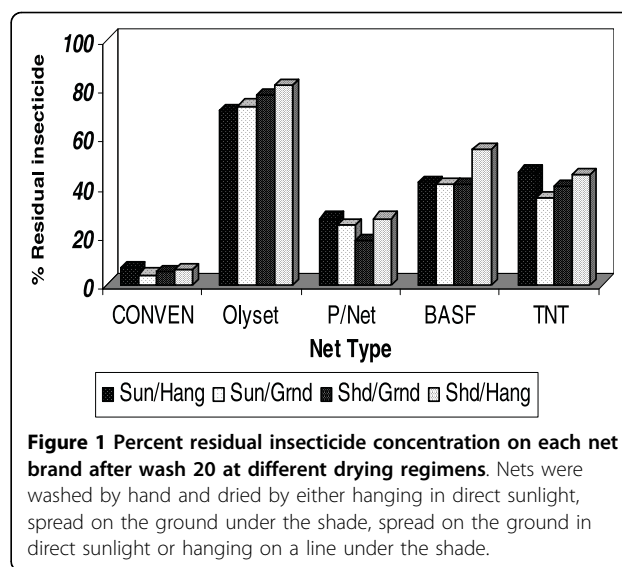 100
80
60
40
20
0
% Residual insecticide
CONVEN Olyset P/Net BASF TNT
Net Type
Sun/Hang Sun/Grnd Shd/Grnd Shd/Hang
Figure 1 Percent residual insecticide concentration on each net
brand after wash 20 at different drying regimens. Nets were
washed by hand and dried by either hanging in direct sunlight,
spread on the ground under the shade, spread on the ground in
direct sunlight or hanging on a line under the shade.